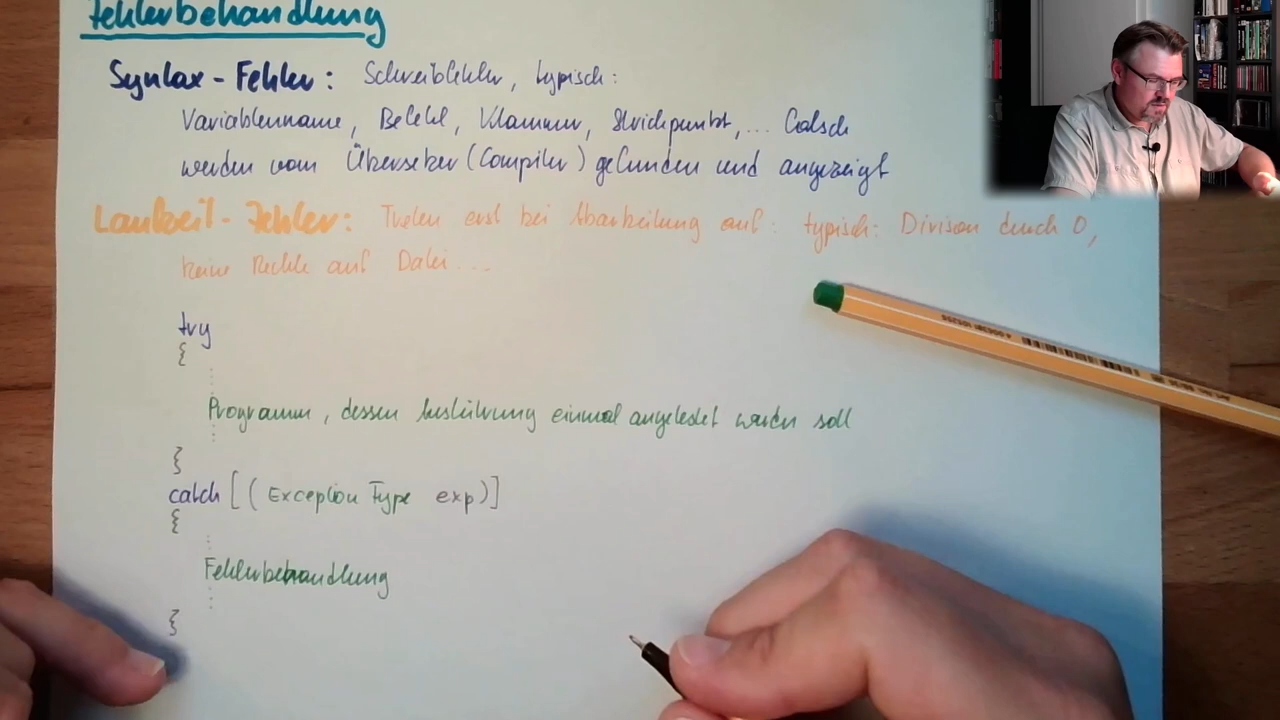 Fehlerbehandlung
Syntax-Fehler: Schreibfehler, typisch:
Variablenname, Befehl, Klammer, Strichpunkt,... falsch
werden vom Übersetzer (Compiler) gefunden und angezeigt
Laufzeit-Fehler: Treten erst bei Abarbeitung auf: typisch: Division durch 0,
keine Rechte auf Datei...
try
{
Programm, dessen Ausführung einmal angetestet werden soll
}
catch [( Exception Type exp)]
{
Fehlerbehandlung
}